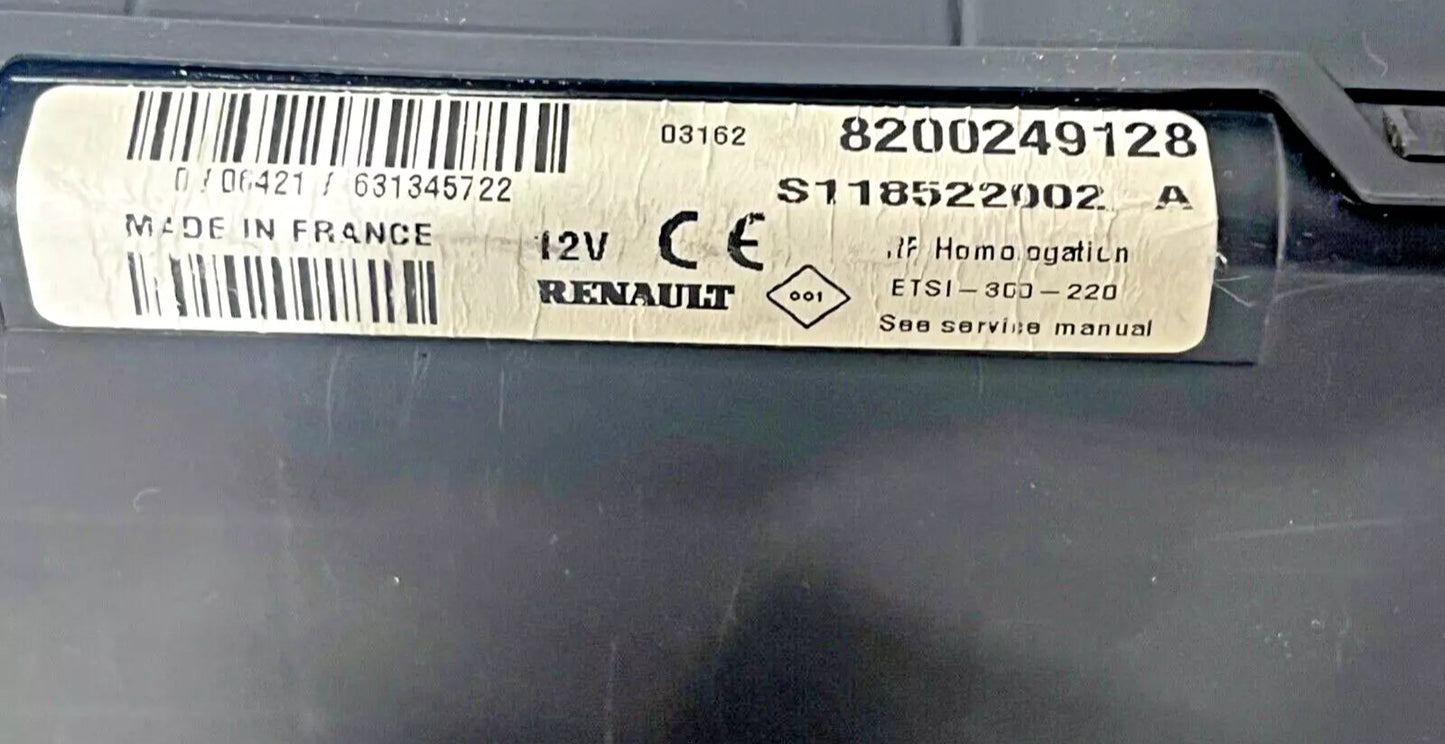 03162 8200249128
0 / 06421 / 631345722
S118522002 A
MADE IN FRANCE
12V CE
RF Homologation
RENAULT 001
ETSI-300-220
See service manual